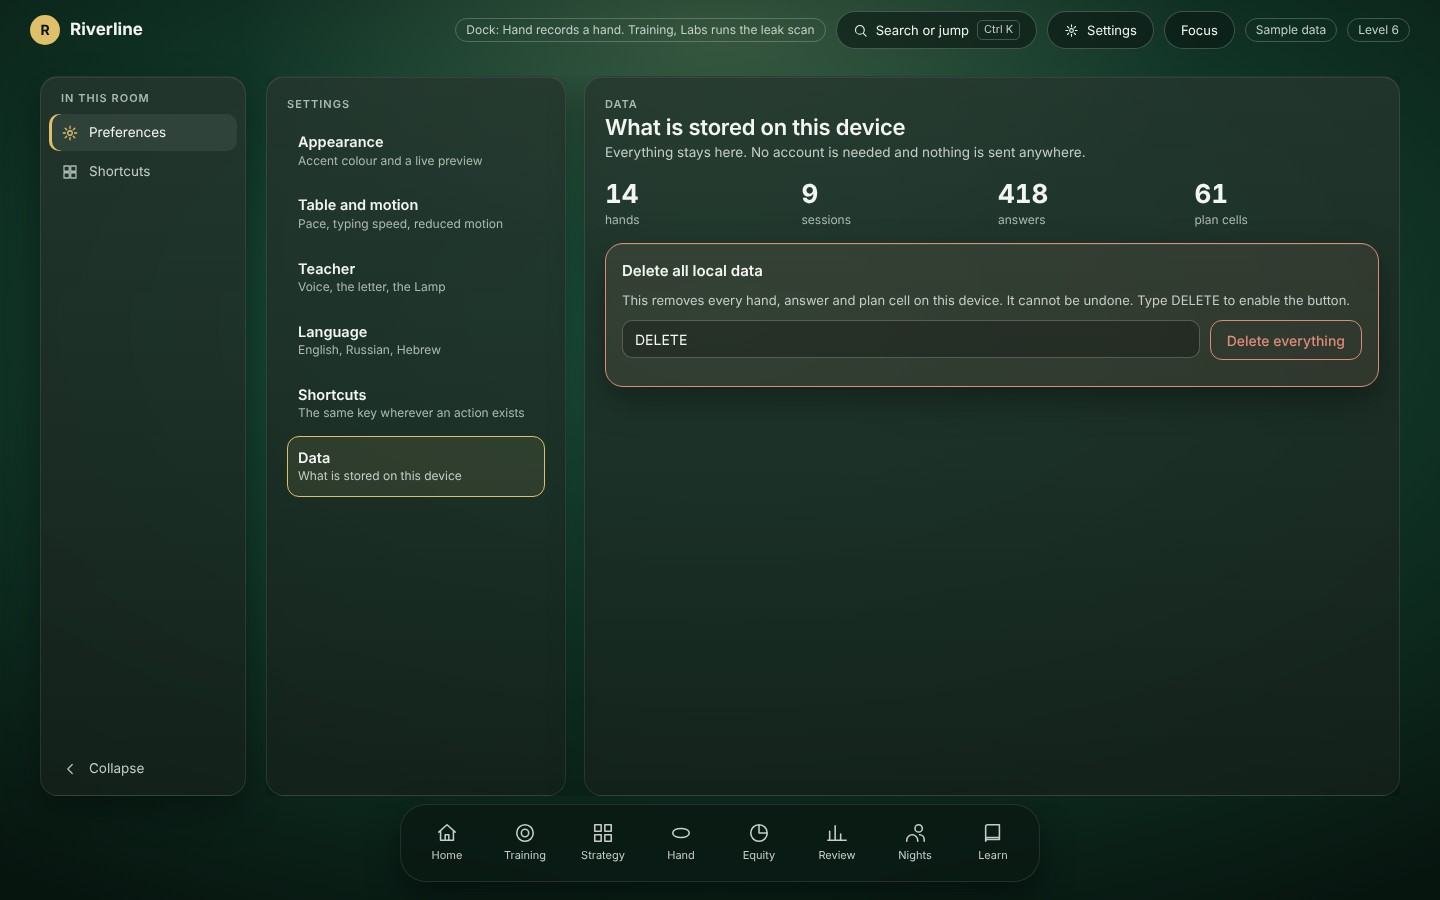 R
Riverline
Dock: Hand records a hand. Training, Labs runs the leak scan
Search or jump
Ctrl K
Settings
Focus
Sample data
Level 6
IN THIS ROOM
Preferences
Shortcuts
Collapse
SETTINGS
Appearance
Accent colour and a live preview
Table and motion
Pace, typing speed, reduced motion
Teacher
Voice, the letter, the Lamp
Language
English, Russian, Hebrew
Shortcuts
The same key wherever an action exists
Data
What is stored on this device
DATA
What is stored on this device
Everything stays here. No account is needed and nothing is sent anywhere.
14
hands
9
sessions
418
answers
61
plan cells
Delete all local data
This removes every hand, answer and plan cell on this device. It cannot be undone. Type DELETE to enable the button.
DELETE
Delete everything
Home
Training
Strategy
Hand
Equity
Review
Nights
Learn